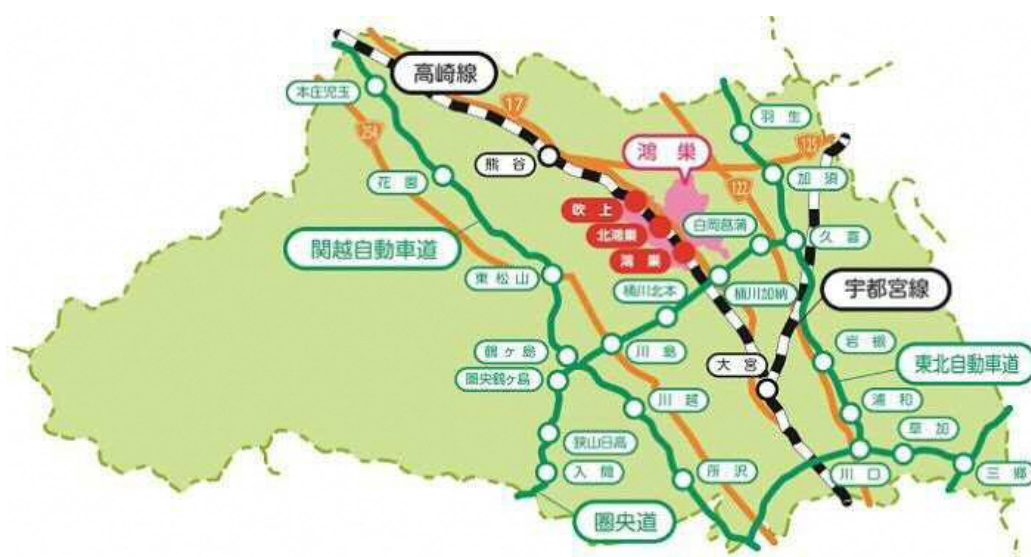 高崎線
本庄児玉
17
254
羽生
125
熊谷
鴻巣
加須
花園
122
吹上
白岡菖蒲
北鴻巣
久喜
関越自動車道
鴻巣
東松山
桶川北本
桶川加納
宇都宮線
鶴ヶ島
川島
大宮
岩槻
東北自動車道
圏央鶴ヶ島
川越
浦和
草加
狭山日高
入間
所沢
川口
三郷
圏央道